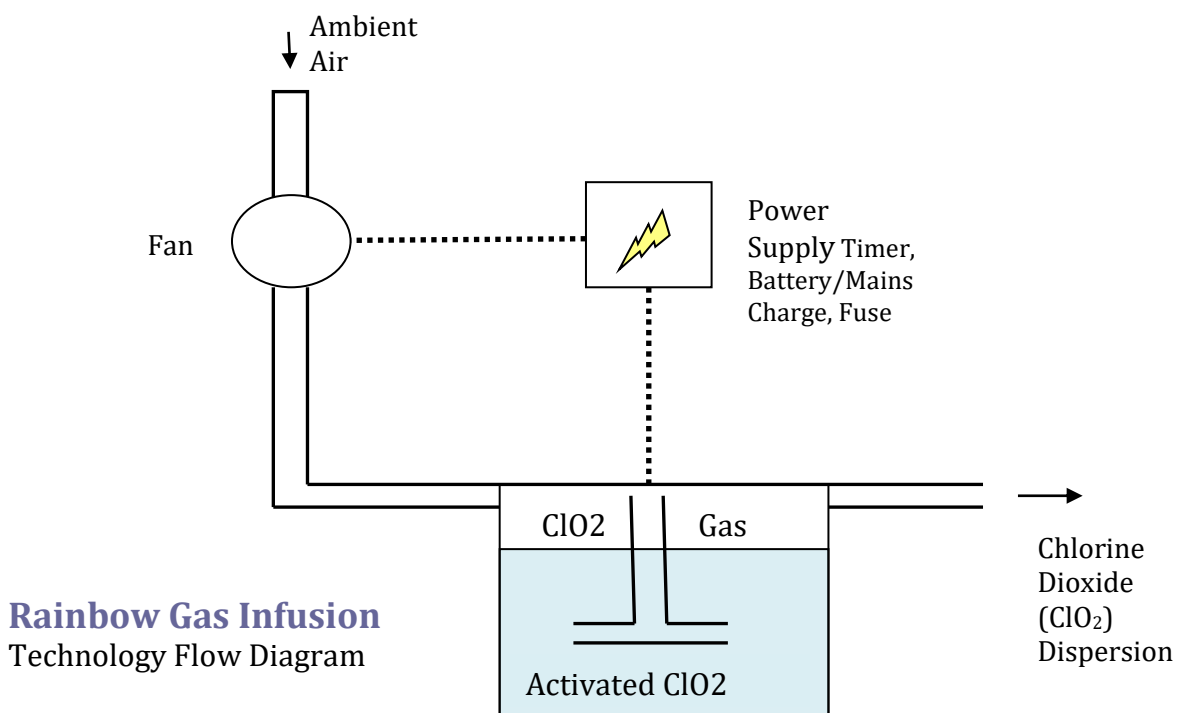 Ambient
Air
Fan
Power
Supply Timer,
Battery/Mains
Charge, Fuse
ClO2 Gas
Chlorine
Dioxide
(ClO₂)
Dispersion
Rainbow Gas Infusion
Technology Flow Diagram
Activated ClO2